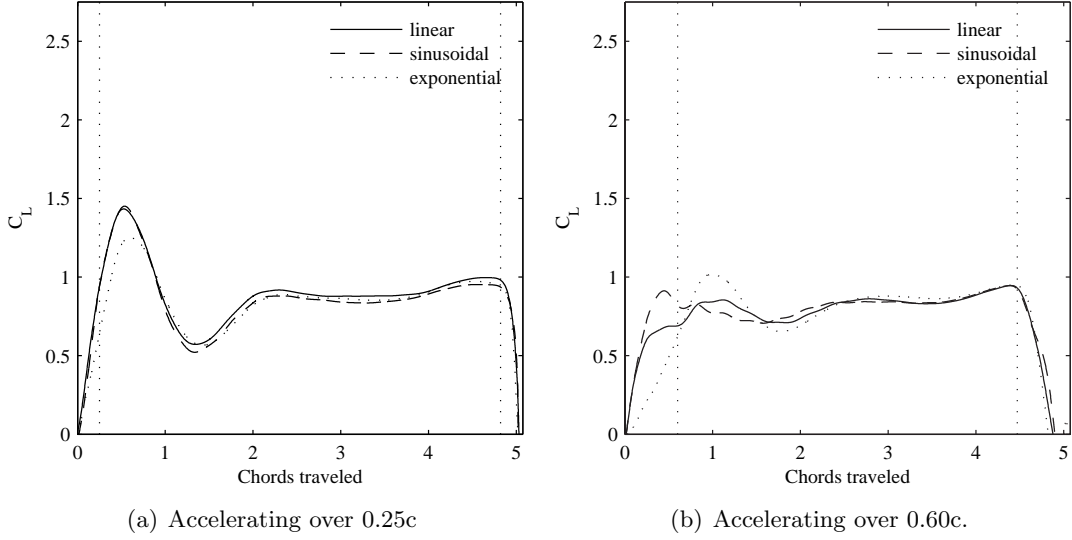 2.5
2
1.5
1
0.5
0
C_L
0 1 2 3 4 5
Chords traveled
linear
sinusoidal
exponential
(a) Accelerating over 0.25c
2.5
2
1.5
1
0.5
0
C_L
0 1 2 3 4 5
Chords traveled
linear
sinusoidal
exponential
(b) Accelerating over 0.60c.